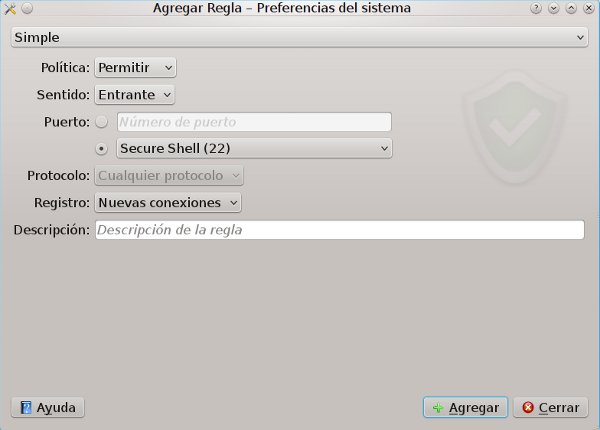 Agregar Regla – Preferencias del sistema
Simple
Política: Permitir
Sentido: Entrante
Puerto: Número de puerto
Secure Shell (22)
Protocolo: Cualquier protocolo
Registro: Nuevas conexiones
Descripción: Descripción de la regla
Ayuda Agregar Cerrar